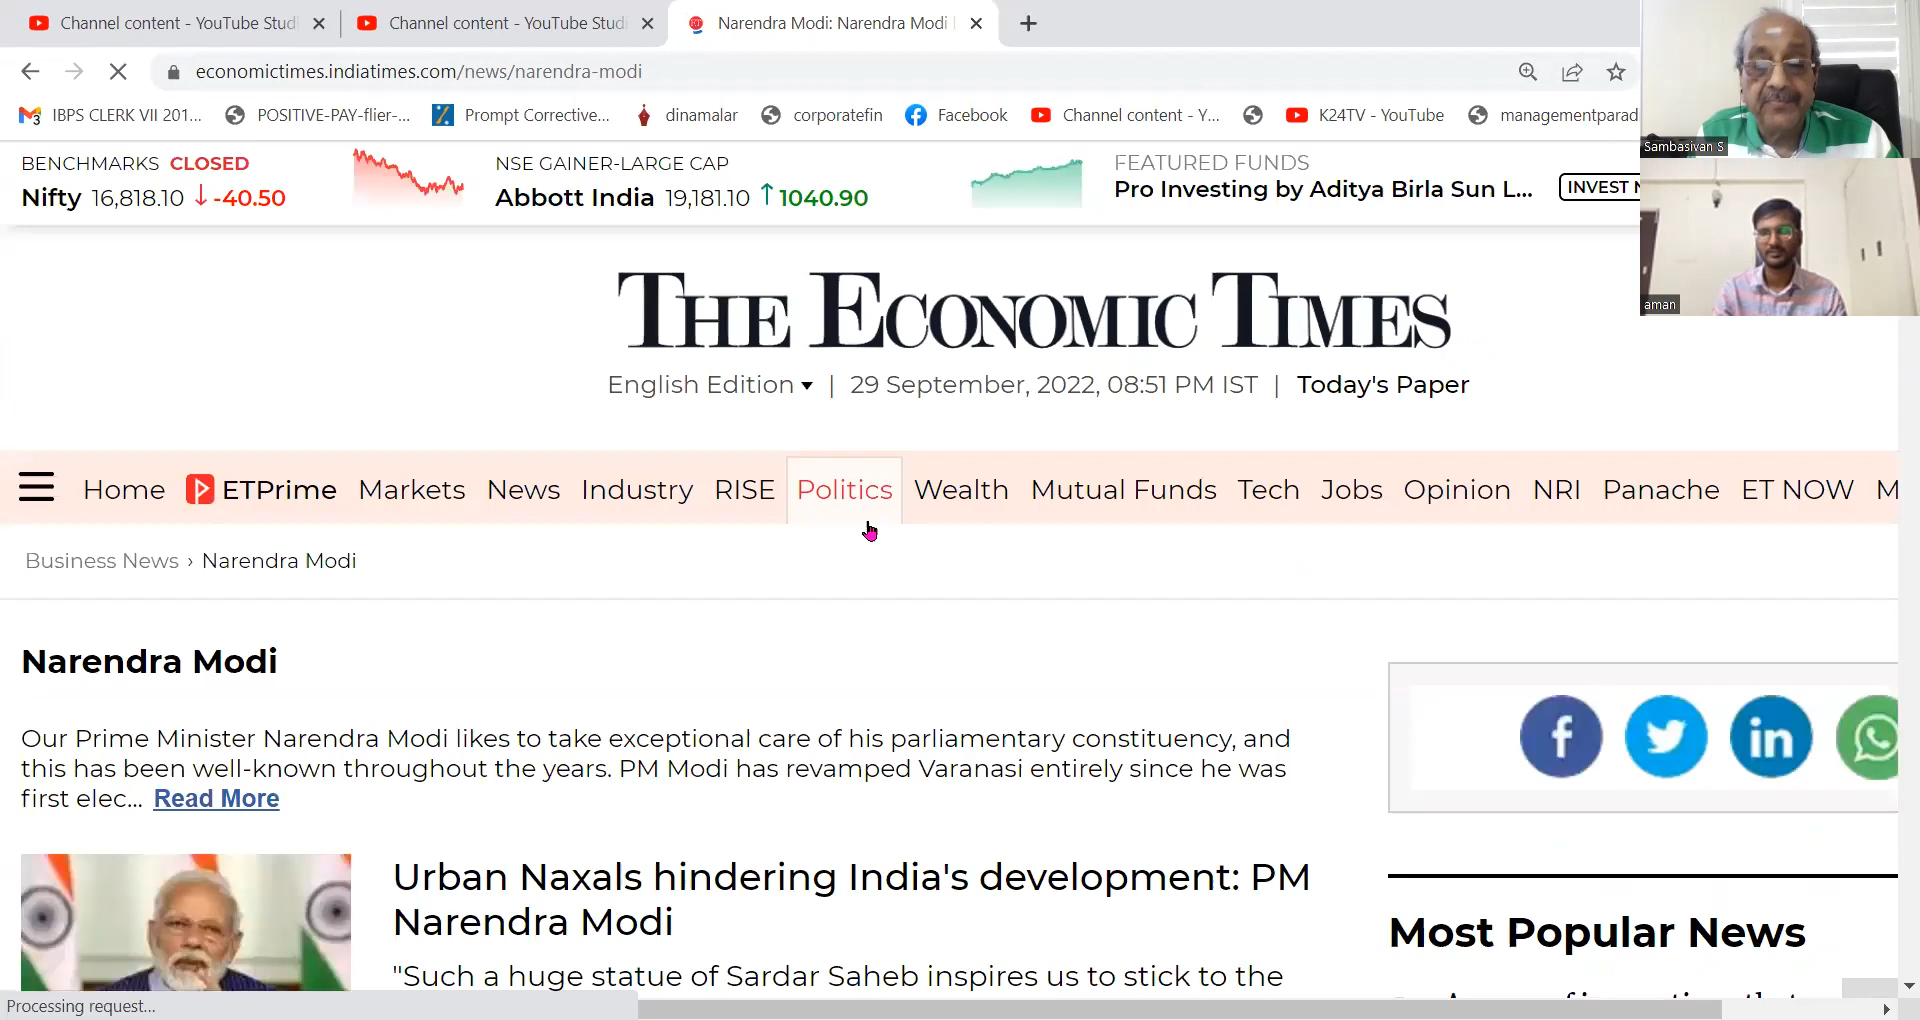 Channel content - YouTube Studi
Channel content - YouTube Studi
Narendra Modi: Narendra Modi
economictimes.indiatimes.com/news/narendra-modi
IBPS CLERK VII 201...
POSITIVE-PAY-flier-...
Prompt Corrective...
dinamalar
corporatefin
Facebook
Channel content - Y...
K24TV - YouTube
managementparad
Sambasivan S
aman
BENCHMARKS CLOSED
Nifty 16,818.10 ↓ -40.50
NSE GAINER-LARGE CAP
Abbott India 19,181.10 ↑ 1040.90
FEATURED FUNDS
Pro Investing by Aditya Birla Sun L...
INVEST N
THE ECONOMIC TIMES
English Edition ▾ | 29 September, 2022, 08:51 PM IST | Today's Paper
Home ETPrime Markets News Industry RISE Politics Wealth Mutual Funds Tech Jobs Opinion NRI Panache ET NOW M
Business News › Narendra Modi
Narendra Modi
Our Prime Minister Narendra Modi likes to take exceptional care of his parliamentary constituency, and
this has been well-known throughout the years. PM Modi has revamped Varanasi entirely since he was
first elec... Read More
Urban Naxals hindering India's development: PM
Narendra Modi
"Such a huge statue of Sardar Saheb inspires us to stick to the
Most Popular News
Processing request...